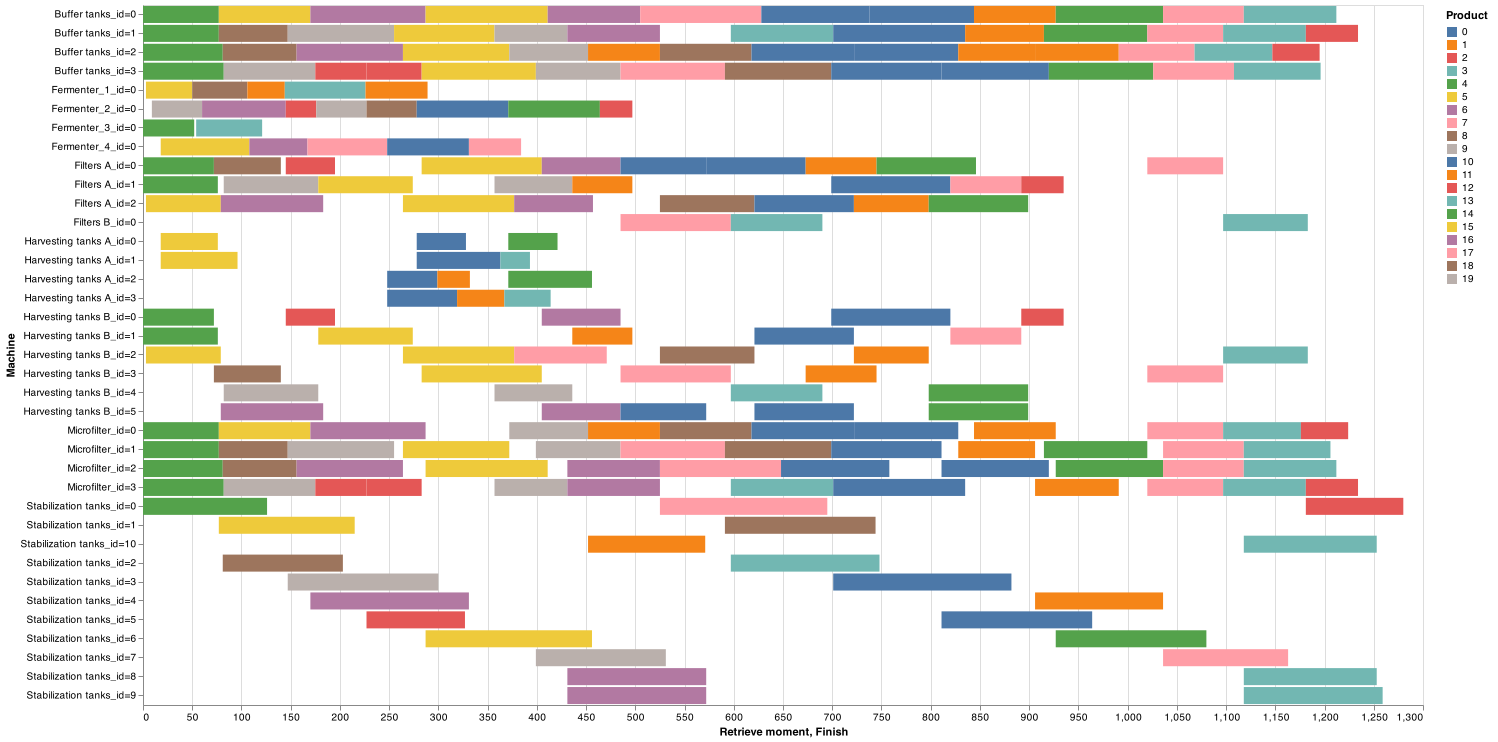 Buffer tanks_id=0
Buffer tanks_id=1
Buffer tanks_id=2
Buffer tanks_id=3
Fermenter_1_id=0
Fermenter_2_id=0
Fermenter_3_id=0
Fermenter_4_id=0
Filters A_id=0
Filters A_id=1
Filters A_id=2
Filters B_id=0
Harvesting tanks A_id=0
Harvesting tanks A_id=1
Harvesting tanks A_id=2
Harvesting tanks A_id=3
Harvesting tanks B_id=0
Harvesting tanks B_id=1
Harvesting tanks B_id=2
Harvesting tanks B_id=3
Harvesting tanks B_id=4
Harvesting tanks B_id=5
Microfilter_id=0
Microfilter_id=1
Microfilter_id=2
Microfilter_id=3
Stabilization tanks_id=0
Stabilization tanks_id=1
Stabilization tanks_id=10
Stabilization tanks_id=2
Stabilization tanks_id=3
Stabilization tanks_id=4
Stabilization tanks_id=5
Stabilization tanks_id=6
Stabilization tanks_id=7
Stabilization tanks_id=8
Stabilization tanks_id=9
Machine
0 50 100 150 200 250 300 350 400 450 500 550 600 650 700 750 800 850 900 950 1,000 1,050 1,100 1,150 1,200 1,250 1,300
Retrieve moment, Finish
Product
0
1
2
3
4
5
6
7
8
9
10
11
12
13
14
15
16
17
18
19